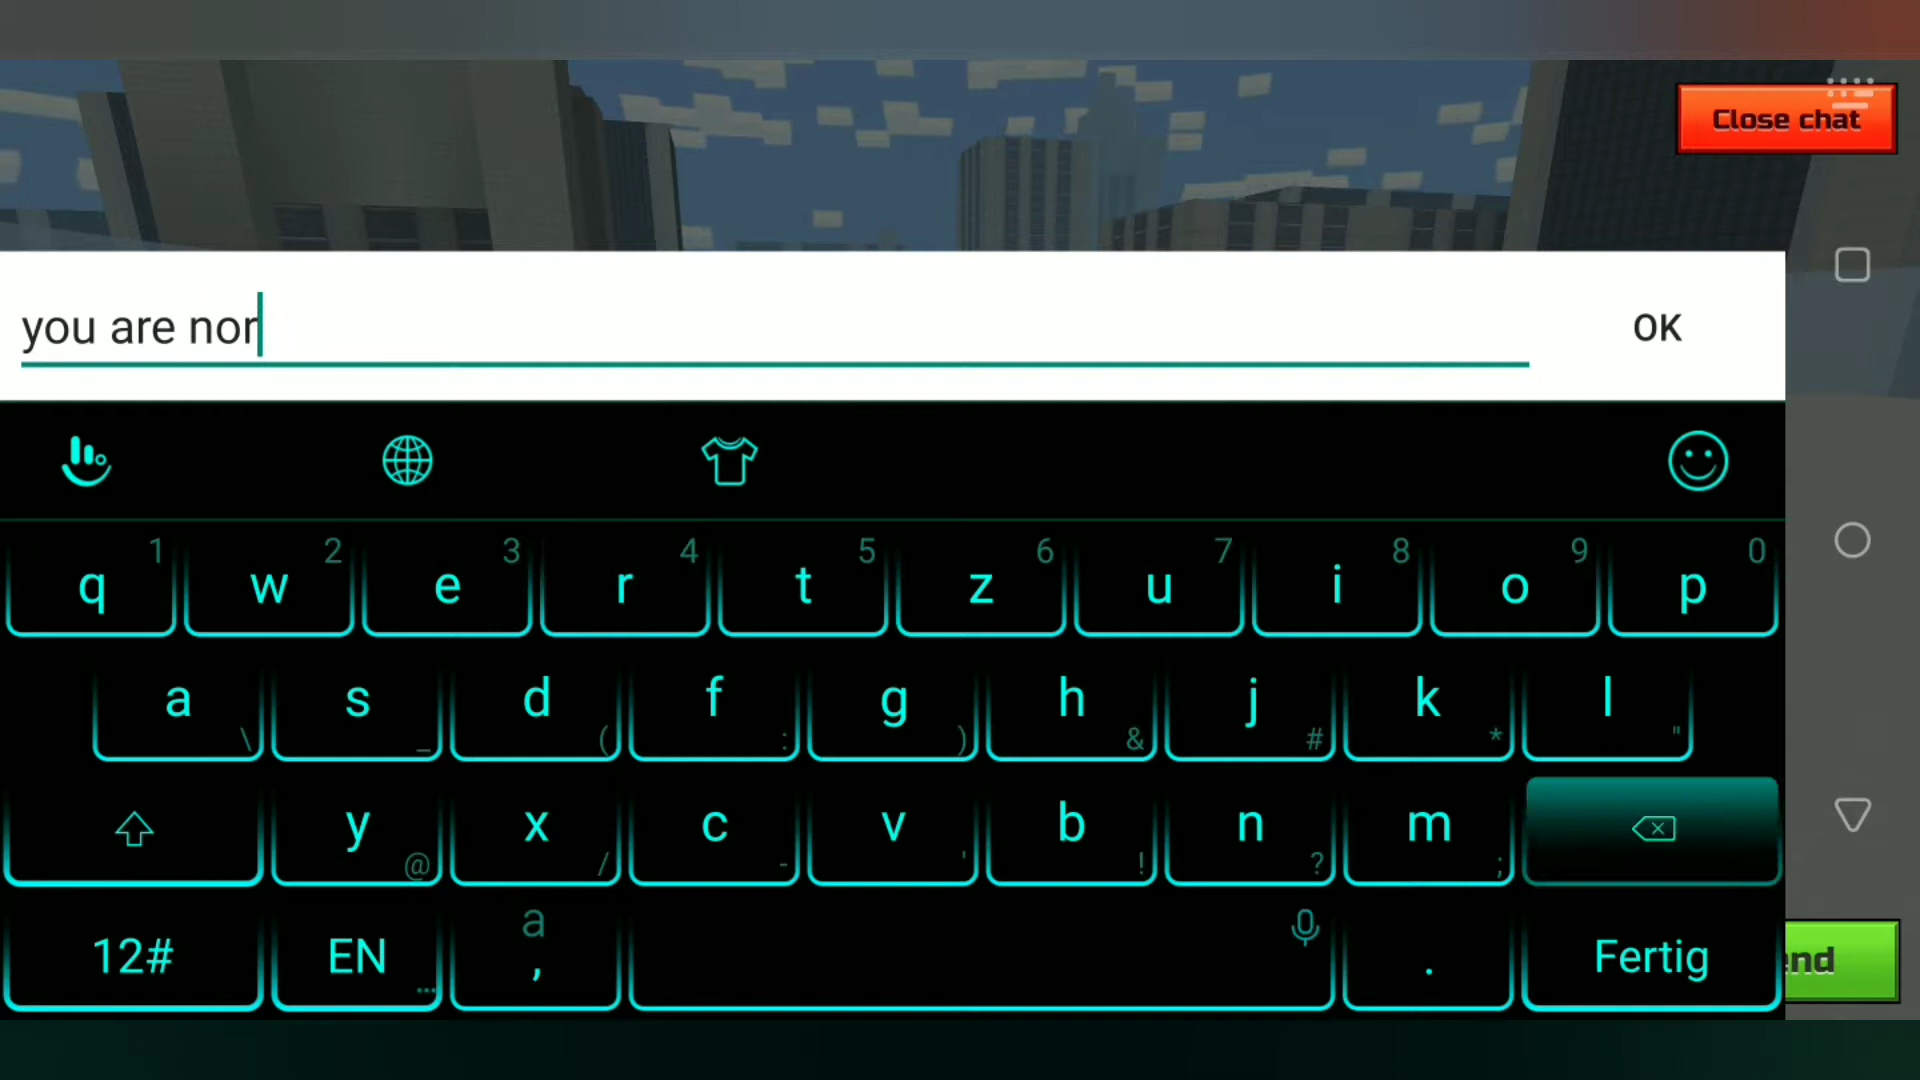 Close chat
you are nor
OK
1 2 3 4 5 6 7 8 9 0
q w e r t z u i o p
a s d f g h j k l
\ _ ( : ) & # * "
y x c v b n m
@ / - ' ! ? ;
a
12# EN , . Fertig
...
end